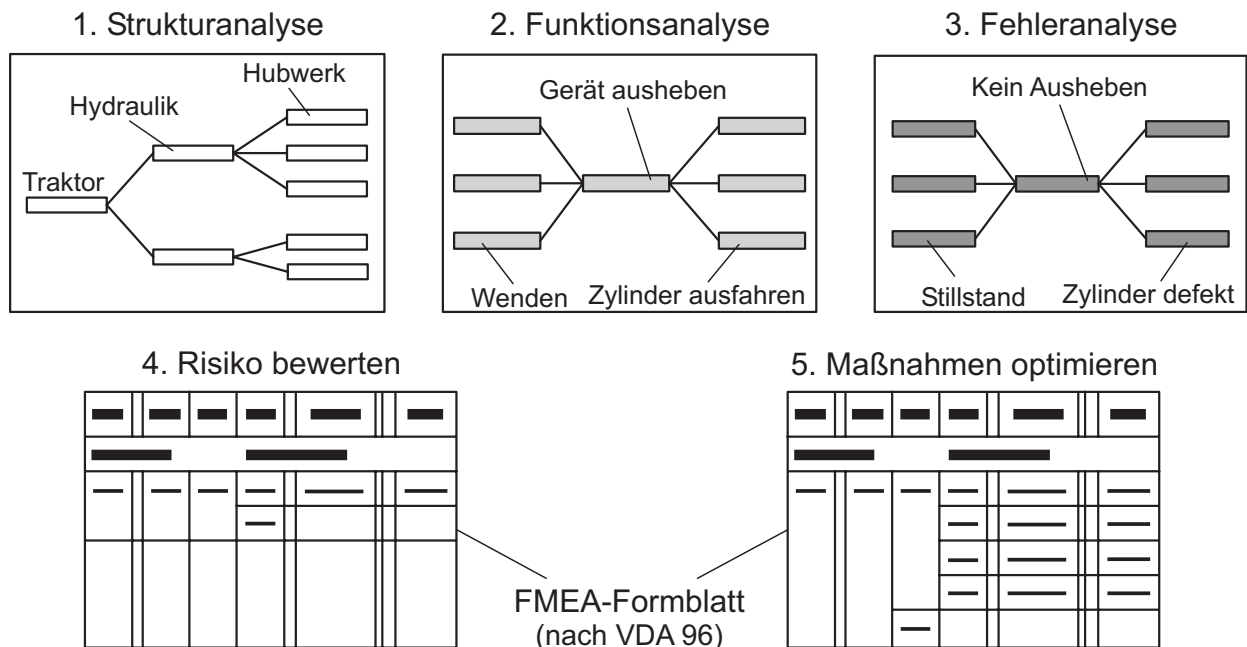 1. Strukturanalyse
2. Funktionsanalyse
3. Fehleranalyse
Hubwerk
Hydraulik
Traktor
Gerät ausheben
Wenden
Zylinder ausfahren
Kein Ausheben
Stillstand
Zylinder defekt
4. Risiko bewerten
5. Maßnahmen optimieren
FMEA-Formblatt
(nach VDA 96)